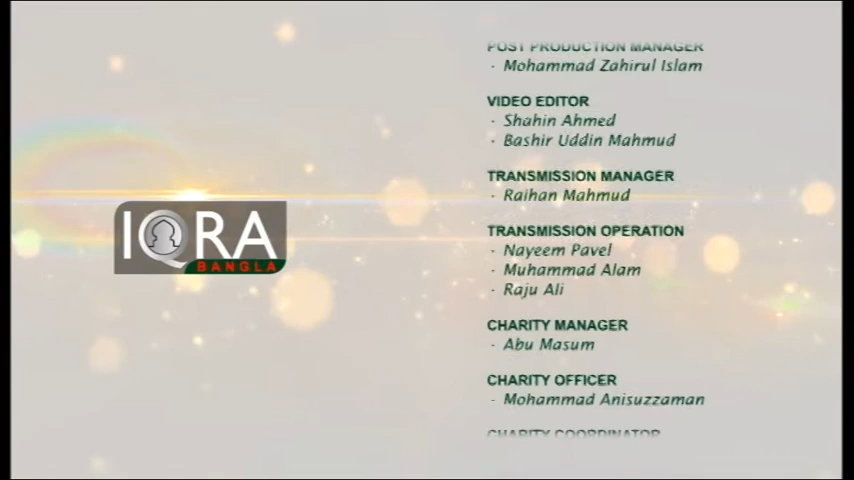 IQRA
BANGLA
POST PRODUCTION MANAGER
- Mohammad Zahirul Islam
VIDEO EDITOR
- Shahin Ahmed
- Bashir Uddin Mahmud
TRANSMISSION MANAGER
- Raihan Mahmud
TRANSMISSION OPERATION
- Nayeem Pavel
- Muhammad Alam
- Raju Ali
CHARITY MANAGER
- Abu Masum
CHARITY OFFICER
- Mohammad Anisuzzaman
CHARITY COORDINATOR